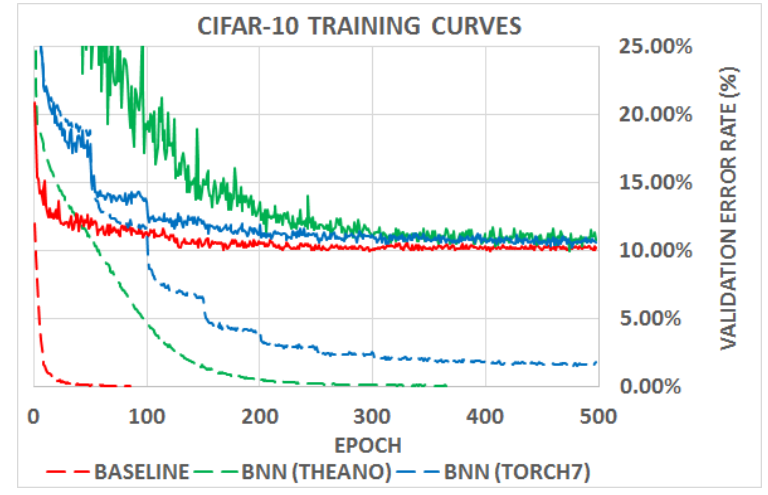 CIFAR-10 TRAINING CURVES
25.00%
20.00%
15.00%
10.00%
5.00%
0.00%
VALIDATION ERROR RATE (%)
0 100 200 300 400 500
EPOCH
BASELINE BNN (THEANO) BNN (TORCH7)